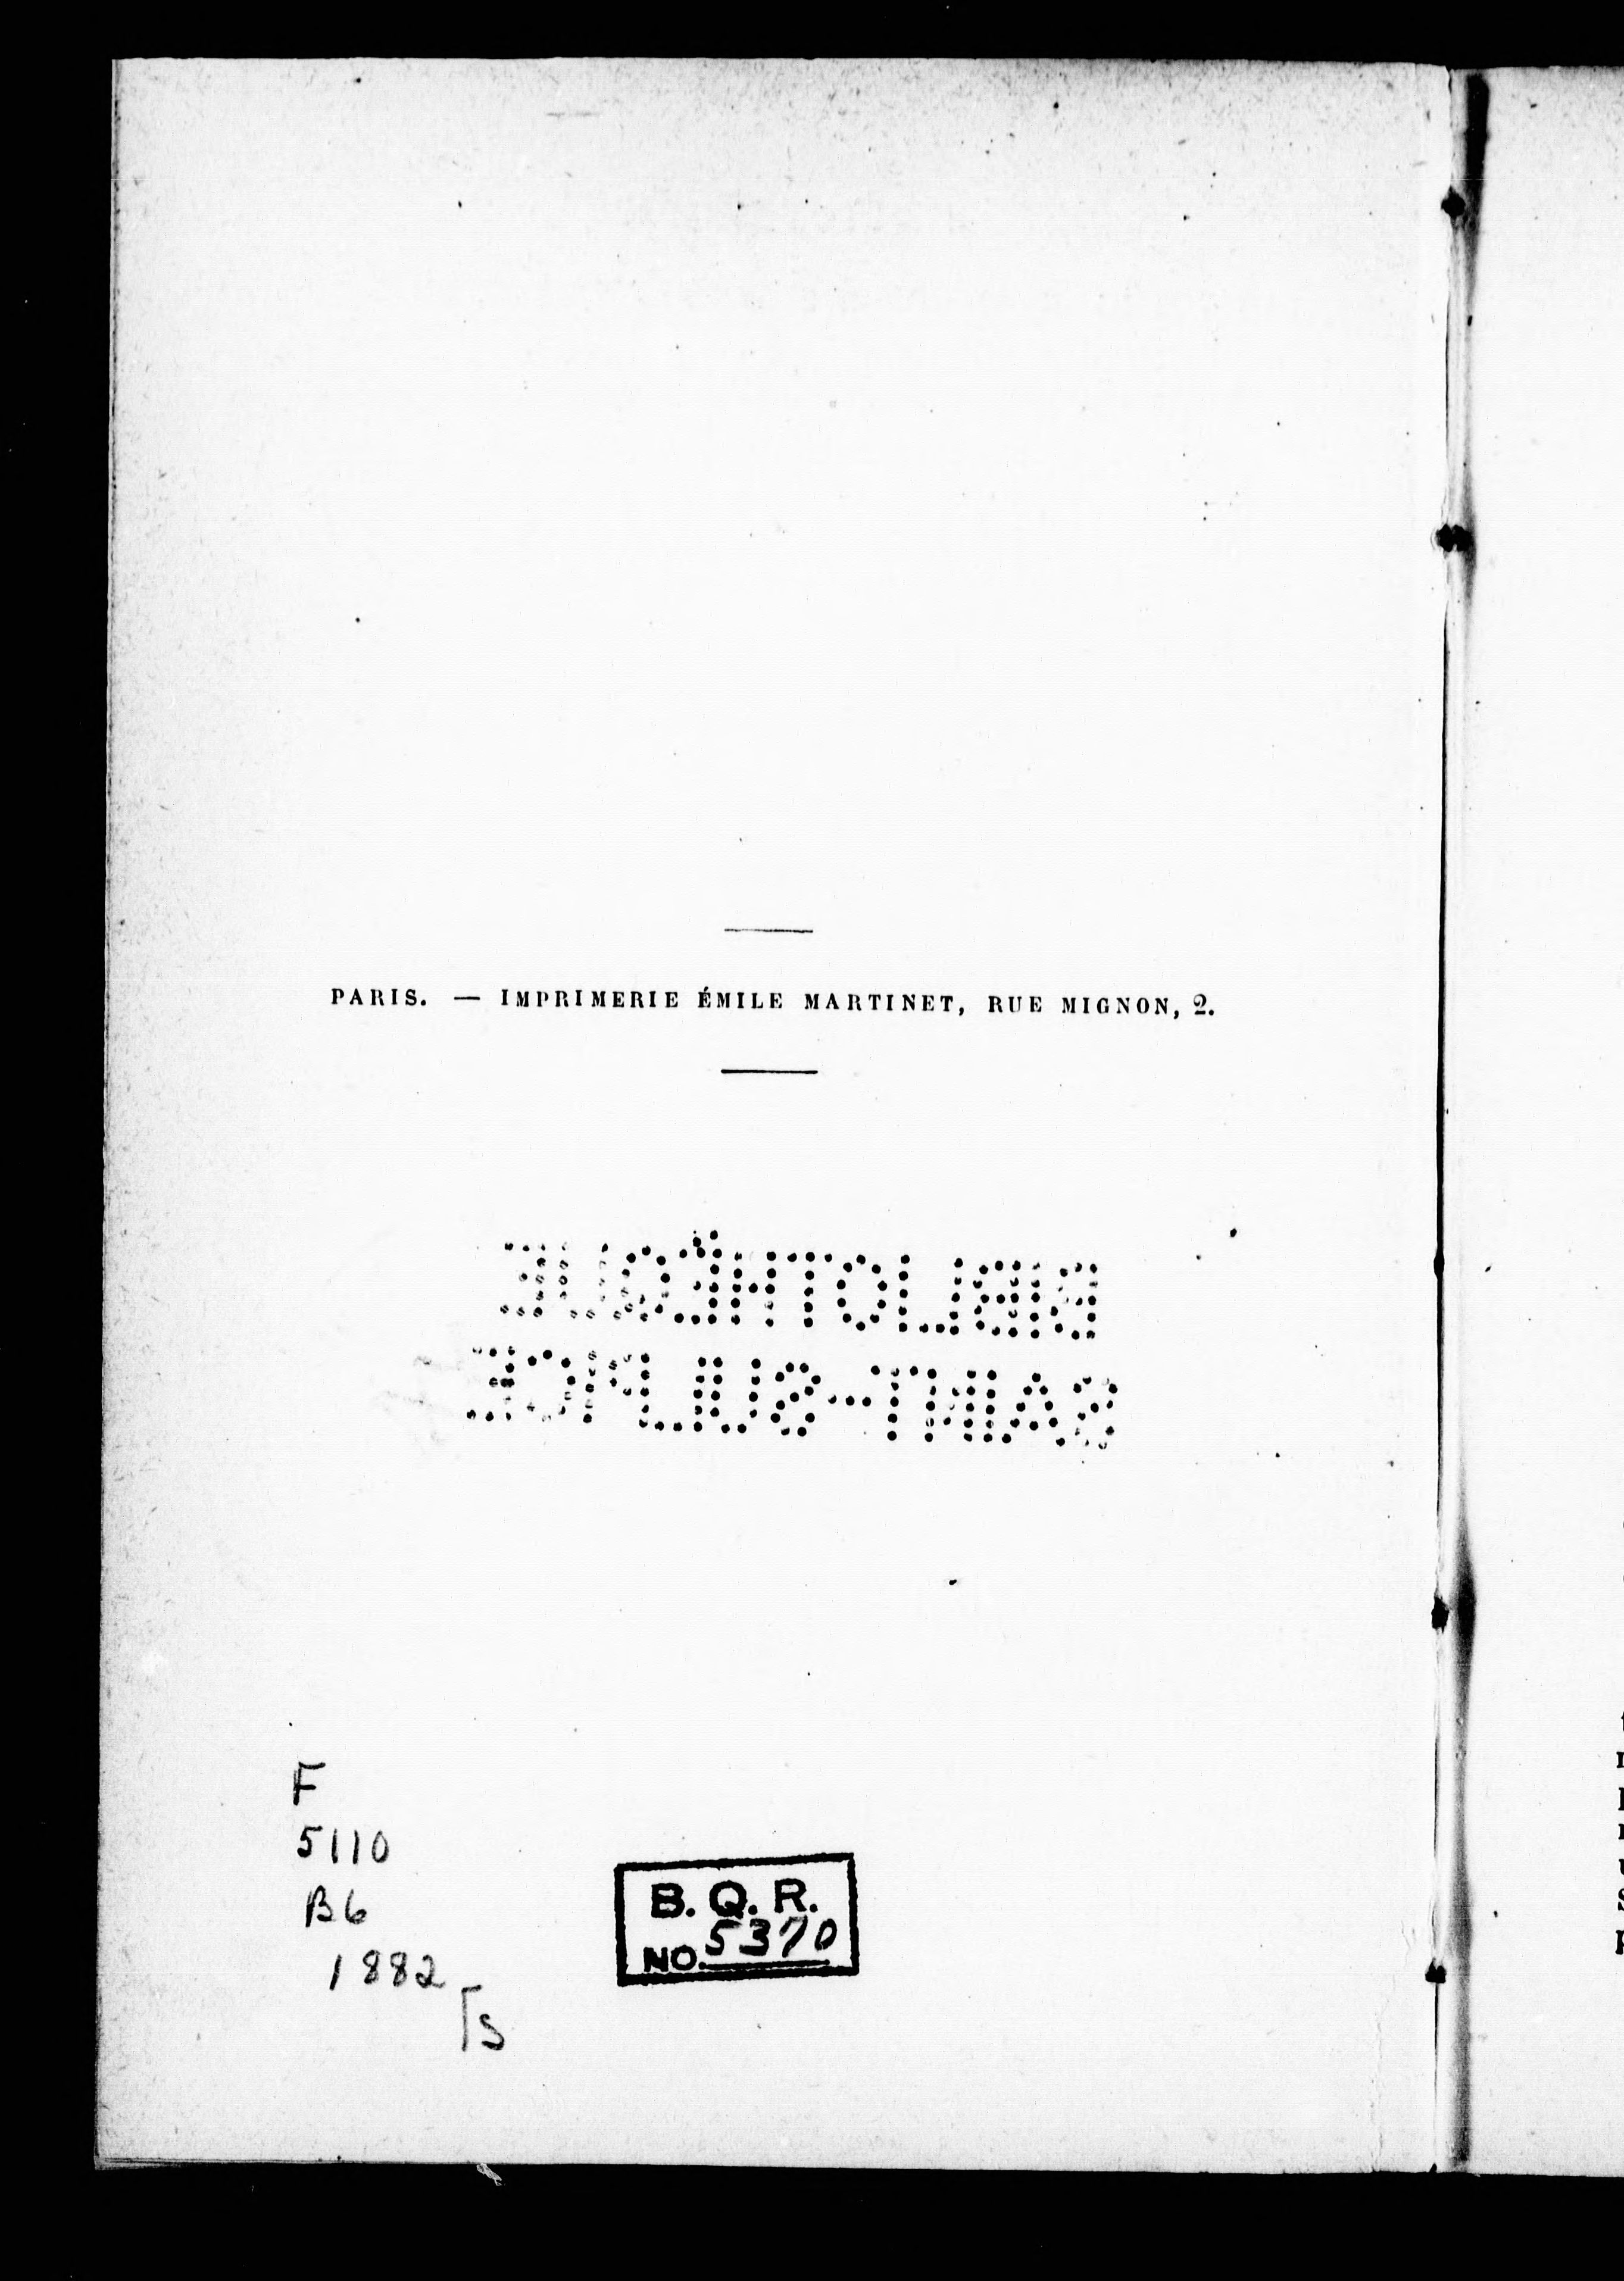 PARIS. — IMPRIMERIE ÉMILE MARTINET, RUE MIGNON, 2.
BIBLIOTHÈQUE
SAINT-SULPICE
F
5110
B6
1882
B. Q. R.
NO. 5370